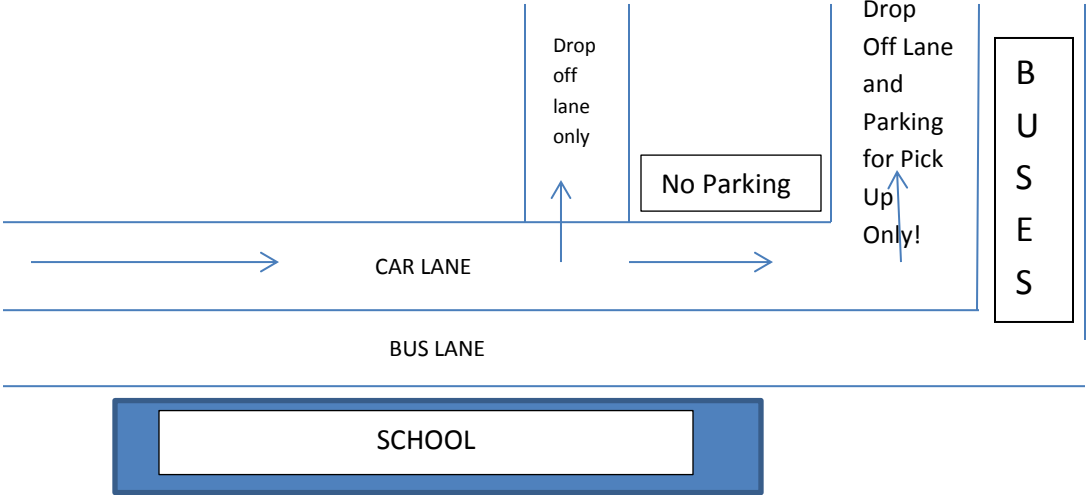 Drop
off
lane
only
No Parking
Drop
Off Lane
and
Parking
for Pick
Up
Only!
B
U
S
E
S
CAR LANE
BUS LANE
SCHOOL